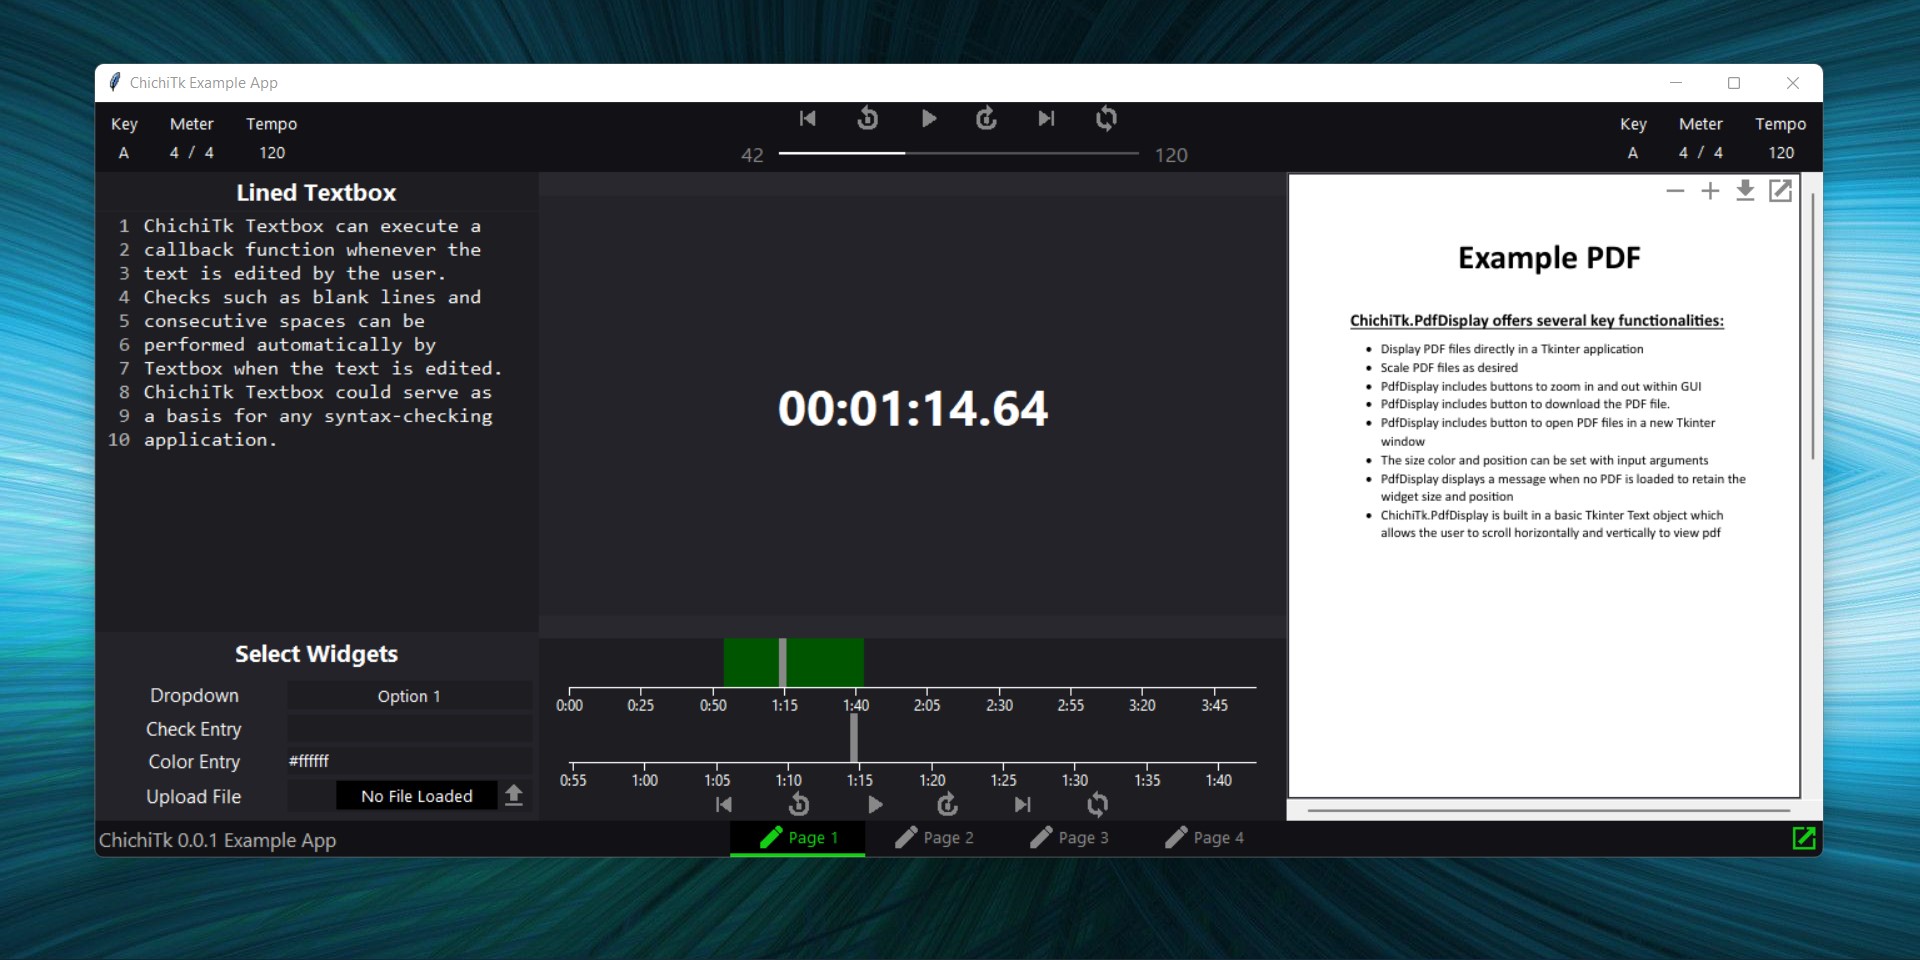 ChichiTk Example App
Key Meter Tempo
A 4 / 4 120
42 120
Key Meter Tempo
A 4 / 4 120
Lined Textbox
1 ChichiTk Textbox can execute a
2 callback function whenever the
3 text is edited by the user.
4 Checks such as blank lines and
5 consecutive spaces can be
6 performed automatically by
7 Textbox when the text is edited.
8 ChichiTk Textbox could serve as
9 a basis for any syntax-checking
10 application.
Select Widgets
Dropdown Option 1
Check Entry
Color Entry #ffffff
Upload File No File Loaded
00:01:14.64
0:00 0:25 0:50 1:15 1:40 2:05 2:30 2:55 3:20 3:45
0:55 1:00 1:05 1:10 1:15 1:20 1:25 1:30 1:35 1:40
Example PDF
ChichiTk.PdfDisplay offers several key functionalities:
• Display PDF files directly in a Tkinter application
• Scale PDF files as desired
• PdfDisplay includes buttons to zoom in and out within GUI
• PdfDisplay includes button to download the PDF file.
• PdfDisplay includes button to open PDF files in a new Tkinter
window
• The size color and position can be set with input arguments
• PdfDisplay displays a message when no PDF is loaded to retain the
widget size and position
• ChichiTk.PdfDisplay is built in a basic Tkinter Text object which
allows the user to scroll horizontally and vertically to view pdf
ChichiTk 0.0.1 Example App
Page 1 Page 2 Page 3 Page 4